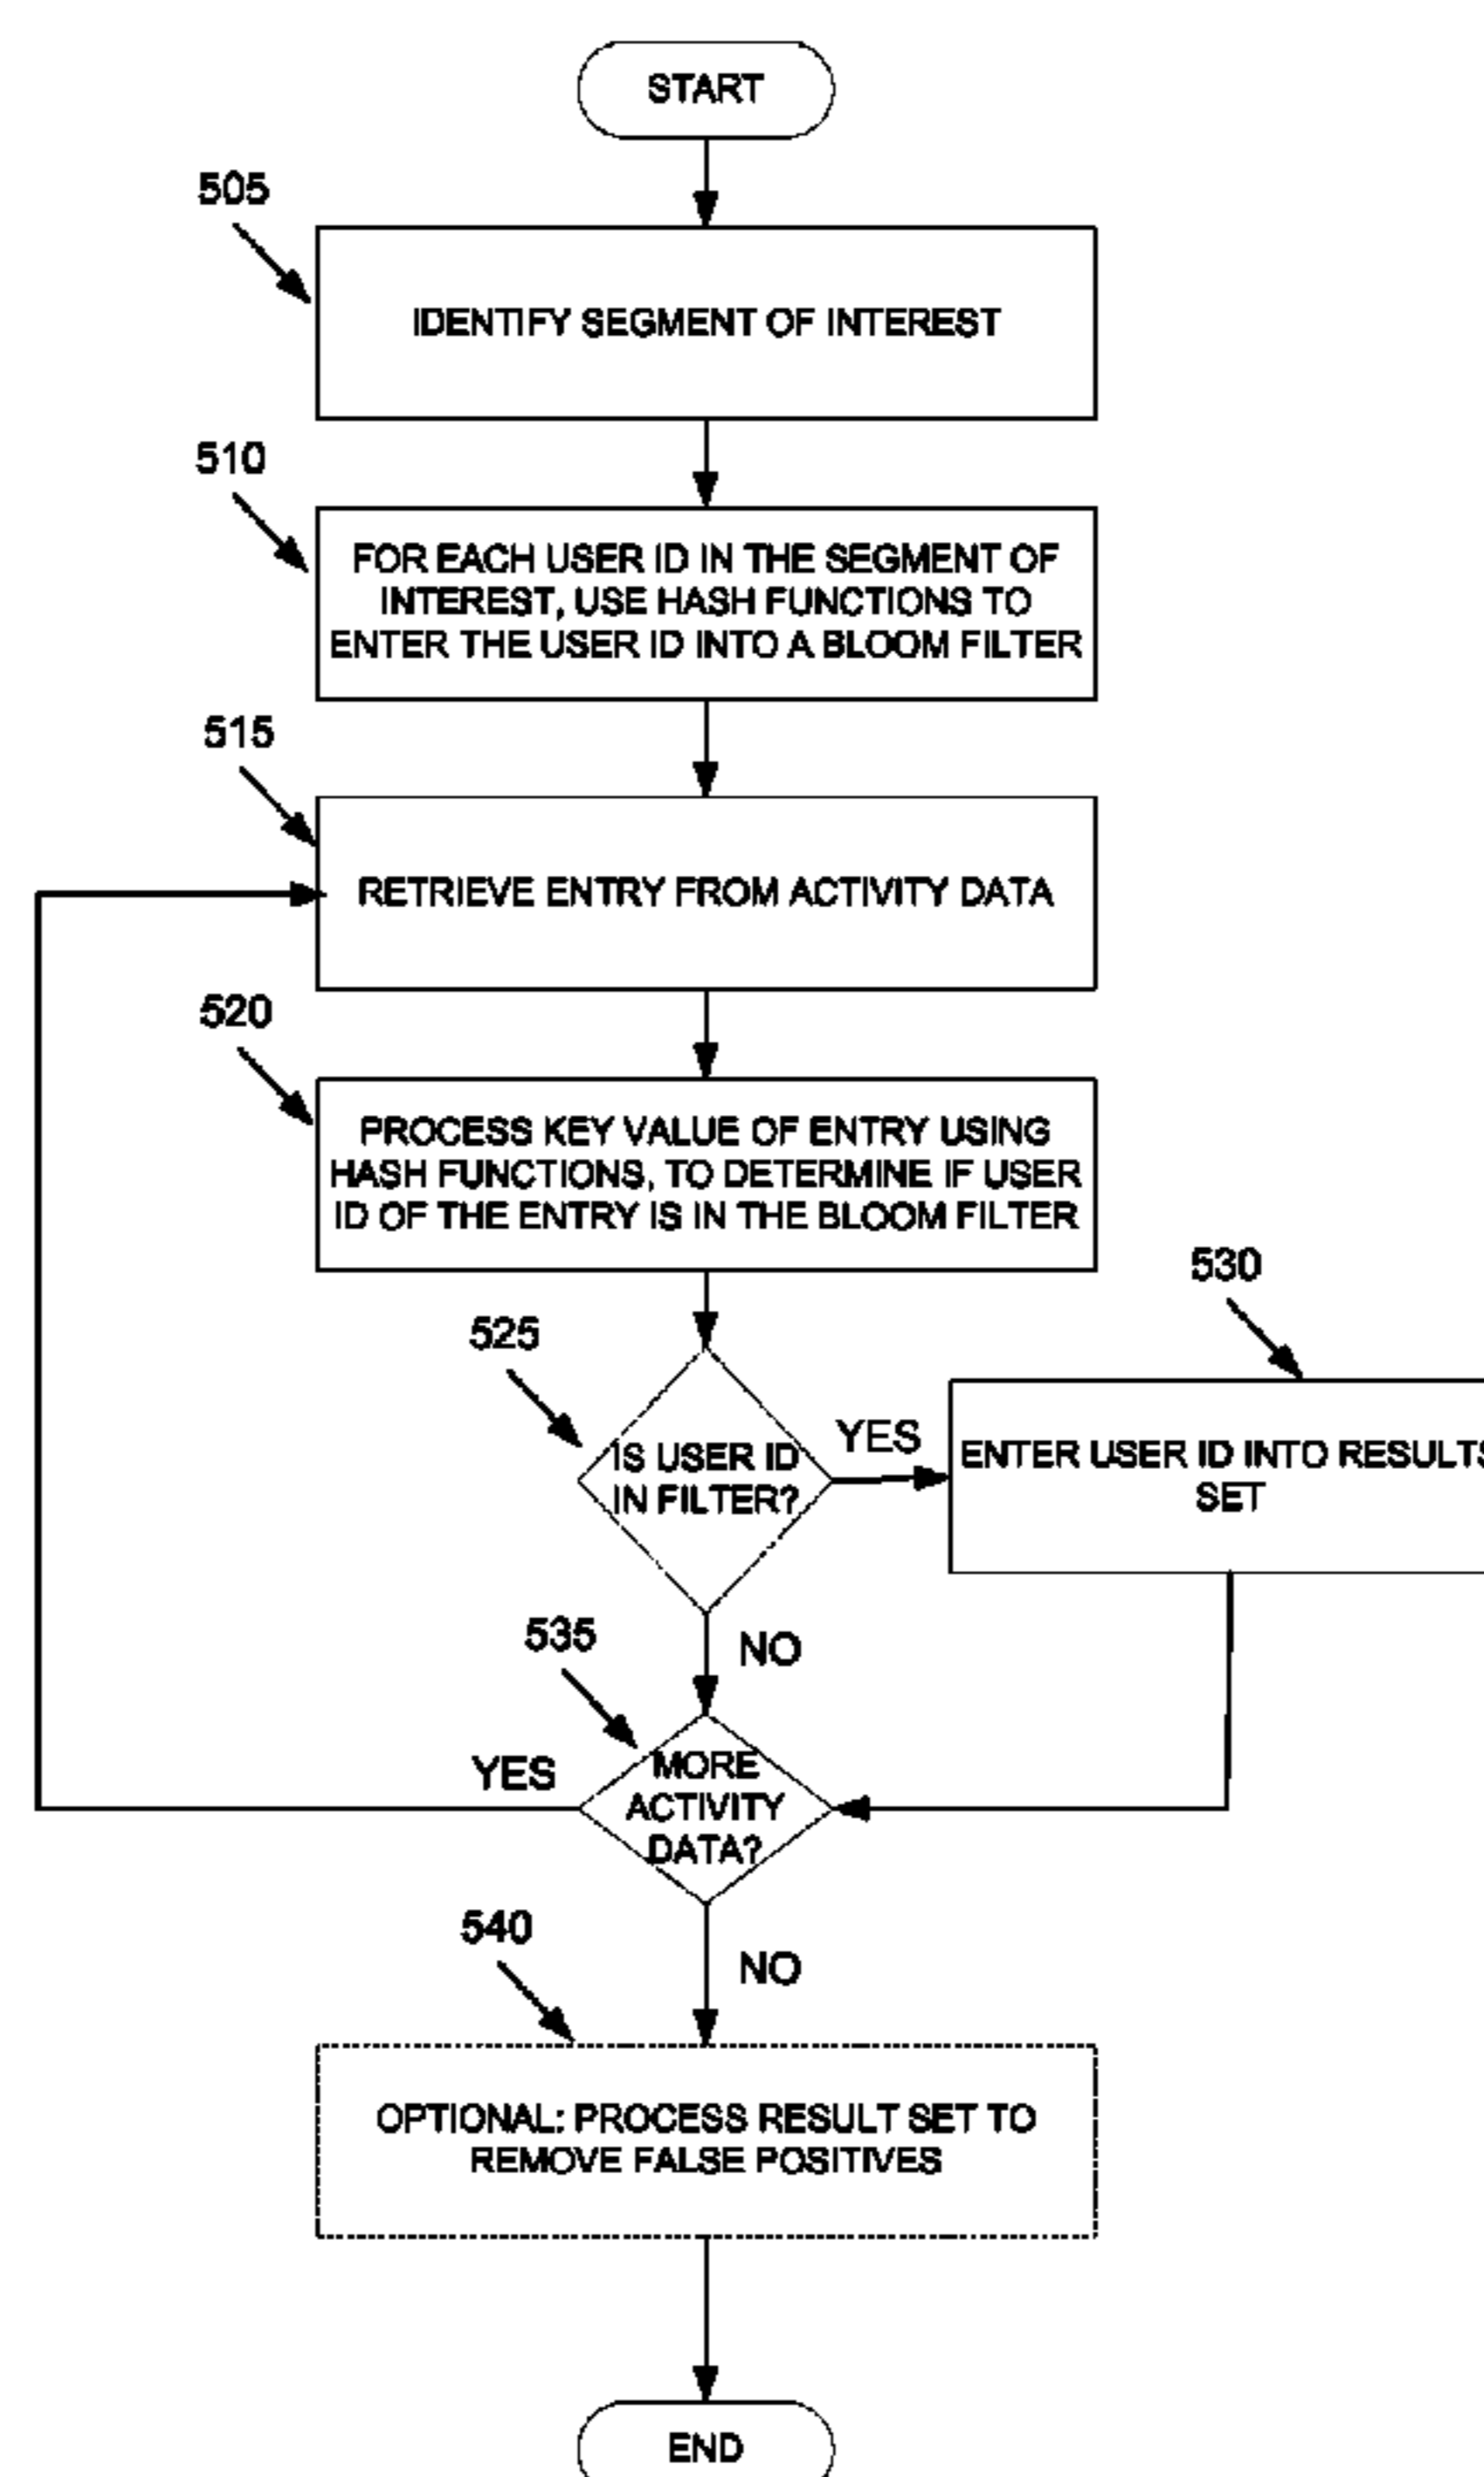 START
505
IDENTIFY SEGMENT OF INTEREST
510
FOR EACH USER ID IN THE SEGMENT OF
INTEREST, USE HASH FUNCTIONS TO
ENTER THE USER ID INTO A BLOOM FILTER
515
RETRIEVE ENTRY FROM ACTIVITY DATA
520
PROCESS KEY VALUE OF ENTRY USING
HASH FUNCTIONS, TO DETERMINE IF USER
ID OF THE ENTRY IS IN THE BLOOM FILTER
525
IS USER ID
IN FILTER?
YES
530
ENTER USER ID INTO RESULTS
SET
NO
535
MORE
ACTIVITY
DATA?
YES
NO
540
OPTIONAL: PROCESS RESULT SET TO
REMOVE FALSE POSITIVES
END